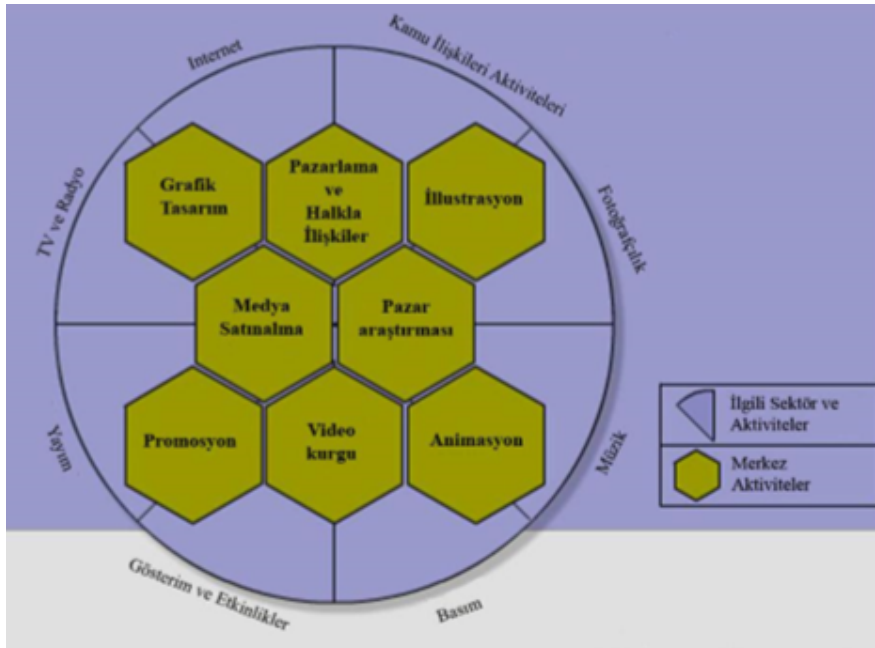 Internet
Kamu İlişkileri Aktiviteleri
TV ve Radyo
Fotoğrafçılık
Grafik
Tasarım
Pazarlama
ve
Halkla
İlişkiler
İllustrasyon
Medya
Satınalma
Pazar
araştırması
Promosyon
Video
kurgu
Animasyon
Yayım
Müzik
Gösterim ve Etkinlikler
Basım
İlgili Sektör ve
Aktiviteler
Merkez
Aktiviteler